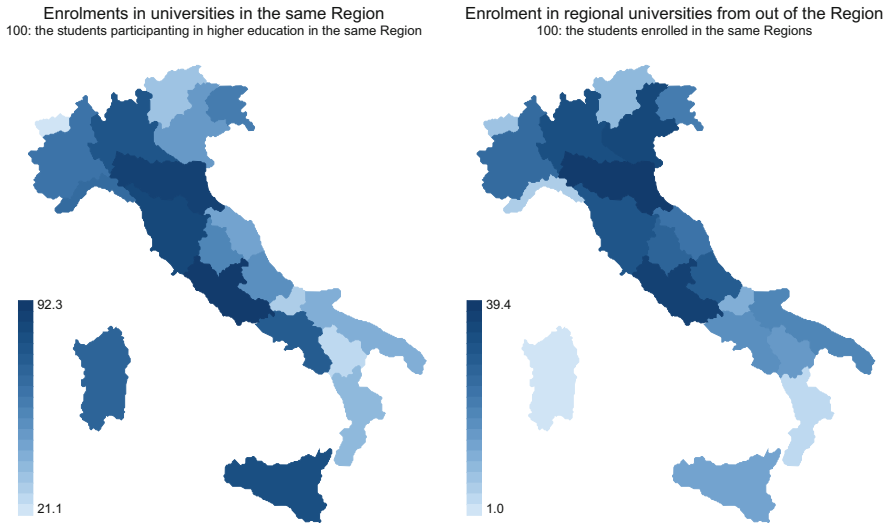 Enrolments in universities in the same Region
100: the students participanting in higher education in the same Region
92.3
21.1
Enrolment in regional universities from out of the Region
100: the students enrolled in the same Regions
39.4
1.0